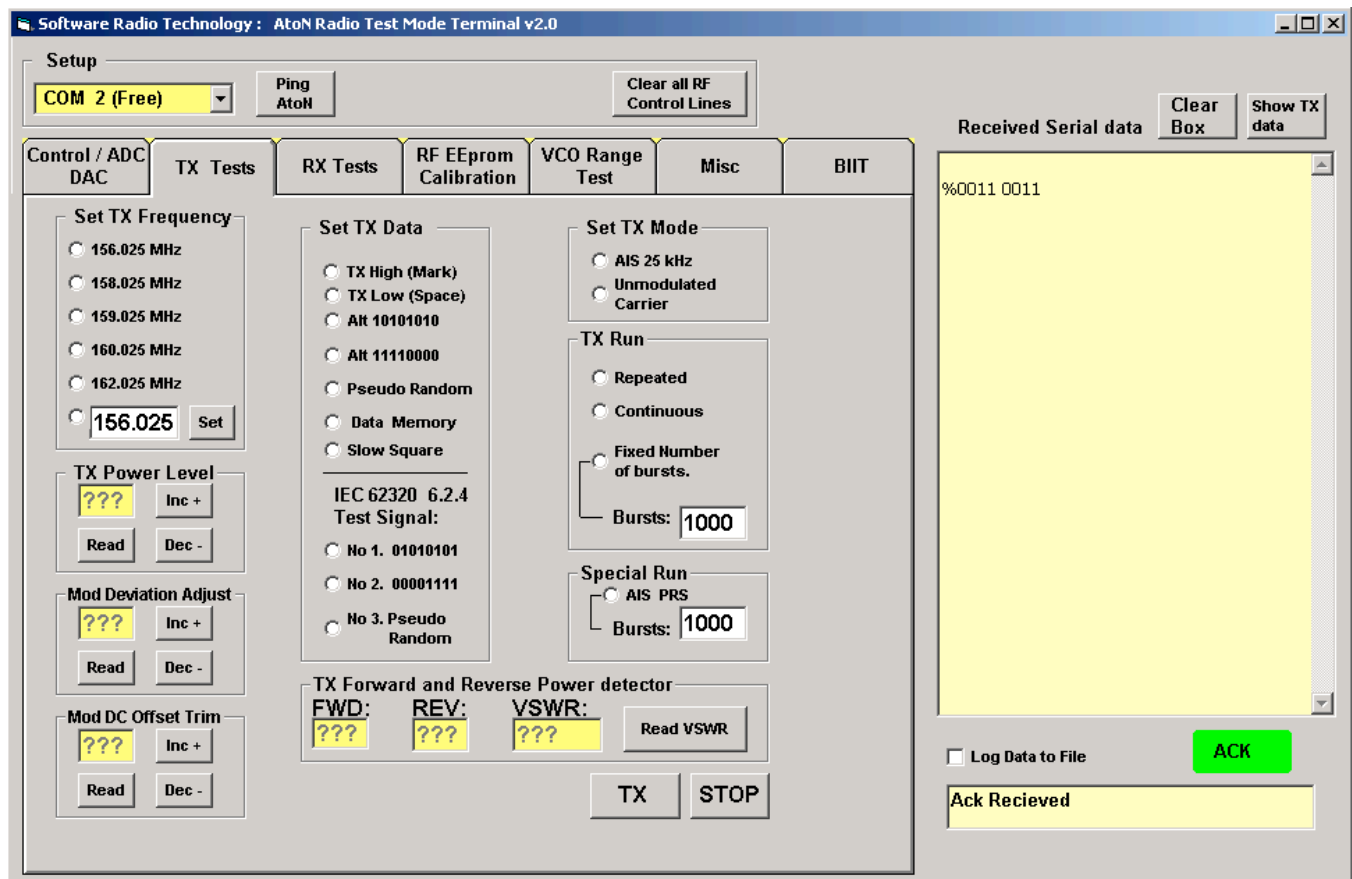 Software Radio Technology : AtoN Radio Test Mode Terminal v2.0
Setup
COM 2 (Free)
Ping
AtoN
Clear all RF
Control Lines
Control / ADC
DAC
TX Tests
RX Tests
RF EEprom
Calibration
VCO Range
Test
Misc
BIIT
Set TX Frequency
156.025 MHz
158.025 MHz
159.025 MHz
160.025 MHz
162.025 MHz
156.025
Set
TX Power Level
???
Inc +
Read
Dec -
Mod Deviation Adjust
???
Inc +
Read
Dec -
Mod DC Offset Trim
???
Inc +
Read
Dec -
Set TX Data
TX High (Mark)
TX Low (Space)
Alt 10101010
Alt 11110000
Pseudo Random
Data Memory
Slow Square
IEC 62320 6.2.4
Test Signal:
No 1. 01010101
No 2. 00001111
No 3. Pseudo
Random
Set TX Mode
AIS 25 kHz
Unmodulated
Carrier
TX Run
Repeated
Continuous
Fixed Number
of bursts.
Bursts: 1000
Special Run
AIS PRS
Bursts: 1000
TX Forward and Reverse Power detector
FWD: REV: VSWR:
??? ??? ???
Read VSWR
TX
STOP
Received Serial data
Clear
Box
Show TX
data
%0011 0011
Log Data to File
ACK
Ack Recieved